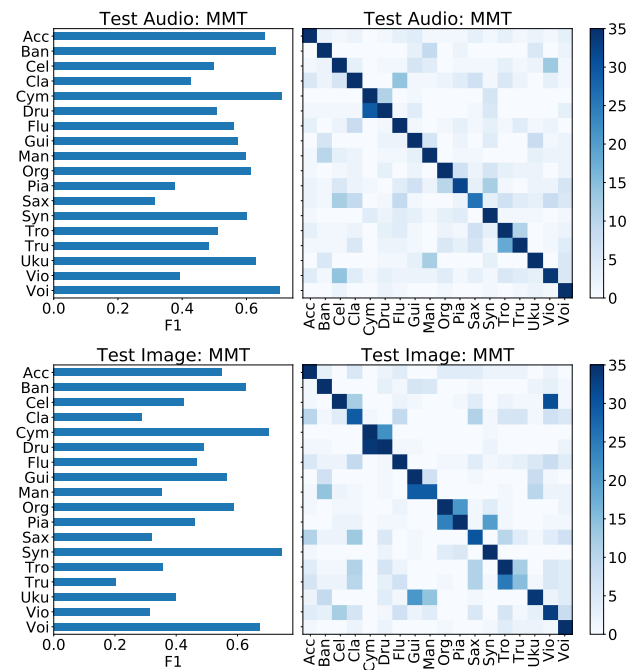 Test Audio: MMT
Test Audio: MMT
Acc
Ban
Cel
Cla
Cym
Dru
Flu
Gui
Man
Org
Pia
Sax
Syn
Tro
Tru
Uku
Vio
Voi
0.0 0.2 0.4 0.6
F1
Acc Ban Cel Cla Cym Dru Flu Gui Man Org Pia Sax Syn Tro Tru Uku Vio Voi
35
30
25
20
15
10
5
0
Test Image: MMT
Test Image: MMT
Acc
Ban
Cel
Cla
Cym
Dru
Flu
Gui
Man
Org
Pia
Sax
Syn
Tro
Tru
Uku
Vio
Voi
0.0 0.2 0.4 0.6
F1
Acc Ban Cel Cla Cym Dru Flu Gui Man Org Pia Sax Syn Tro Tru Uku Vio Voi
35
30
25
20
15
10
5
0